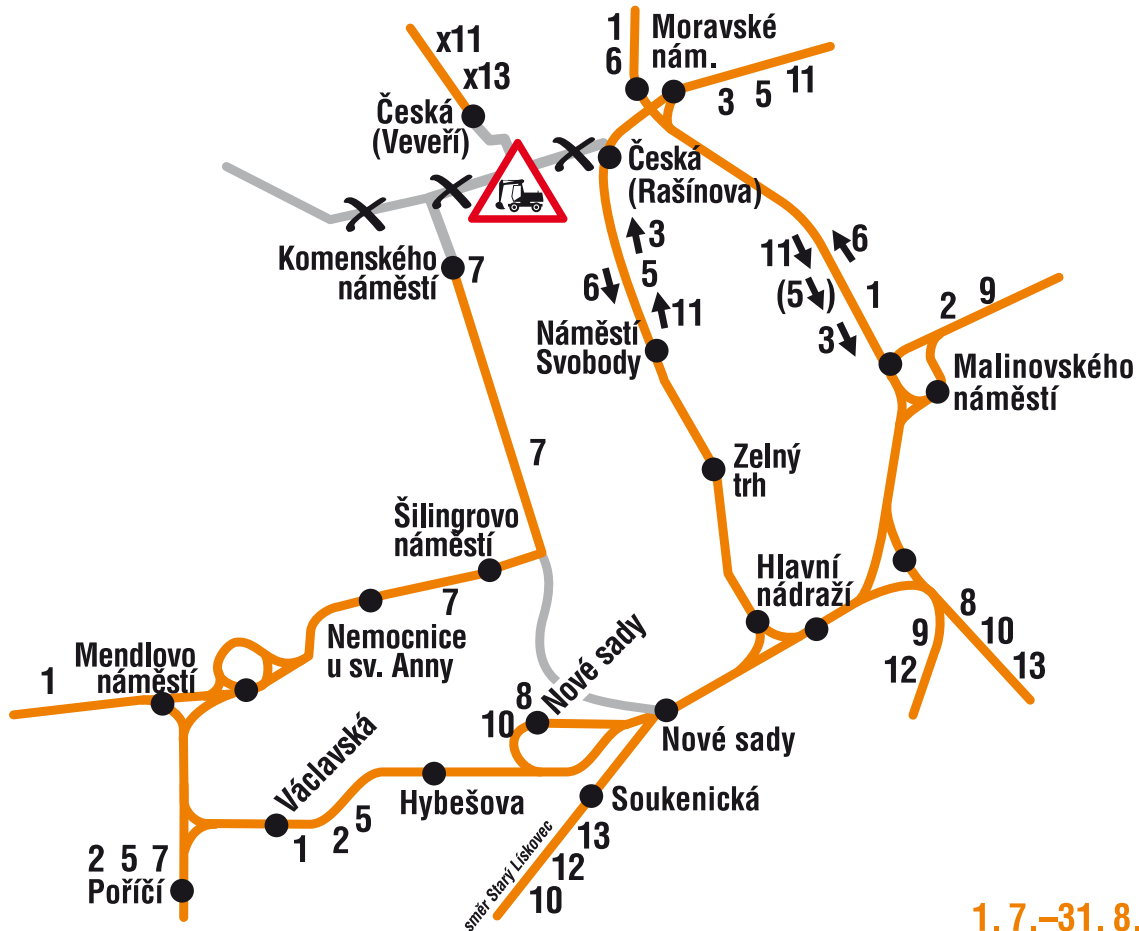 x11
x13
1
6
Moravské
nám.
3 5 11
Česká
(Veveří)
Česká
(Rašínova)
Komenského
náměstí
7
3
6
5
11
11
6
(5)
1
3
Náměstí
Svobody
2 9
Malinovského
náměstí
7
Zelný
trh
Šilingrovo
náměstí
7
Hlavní
nádraží
Nemocnice
u sv. Anny
9
12
8
10
13
Mendlovo
náměstí
1
Nové sady
8
10
Nové sady
Václavská
Hybešova
Soukenická
1 2 5
2 5 7
Poříčí
směr Starý Lískovec
13
12
10
1. 7.–31. 8.